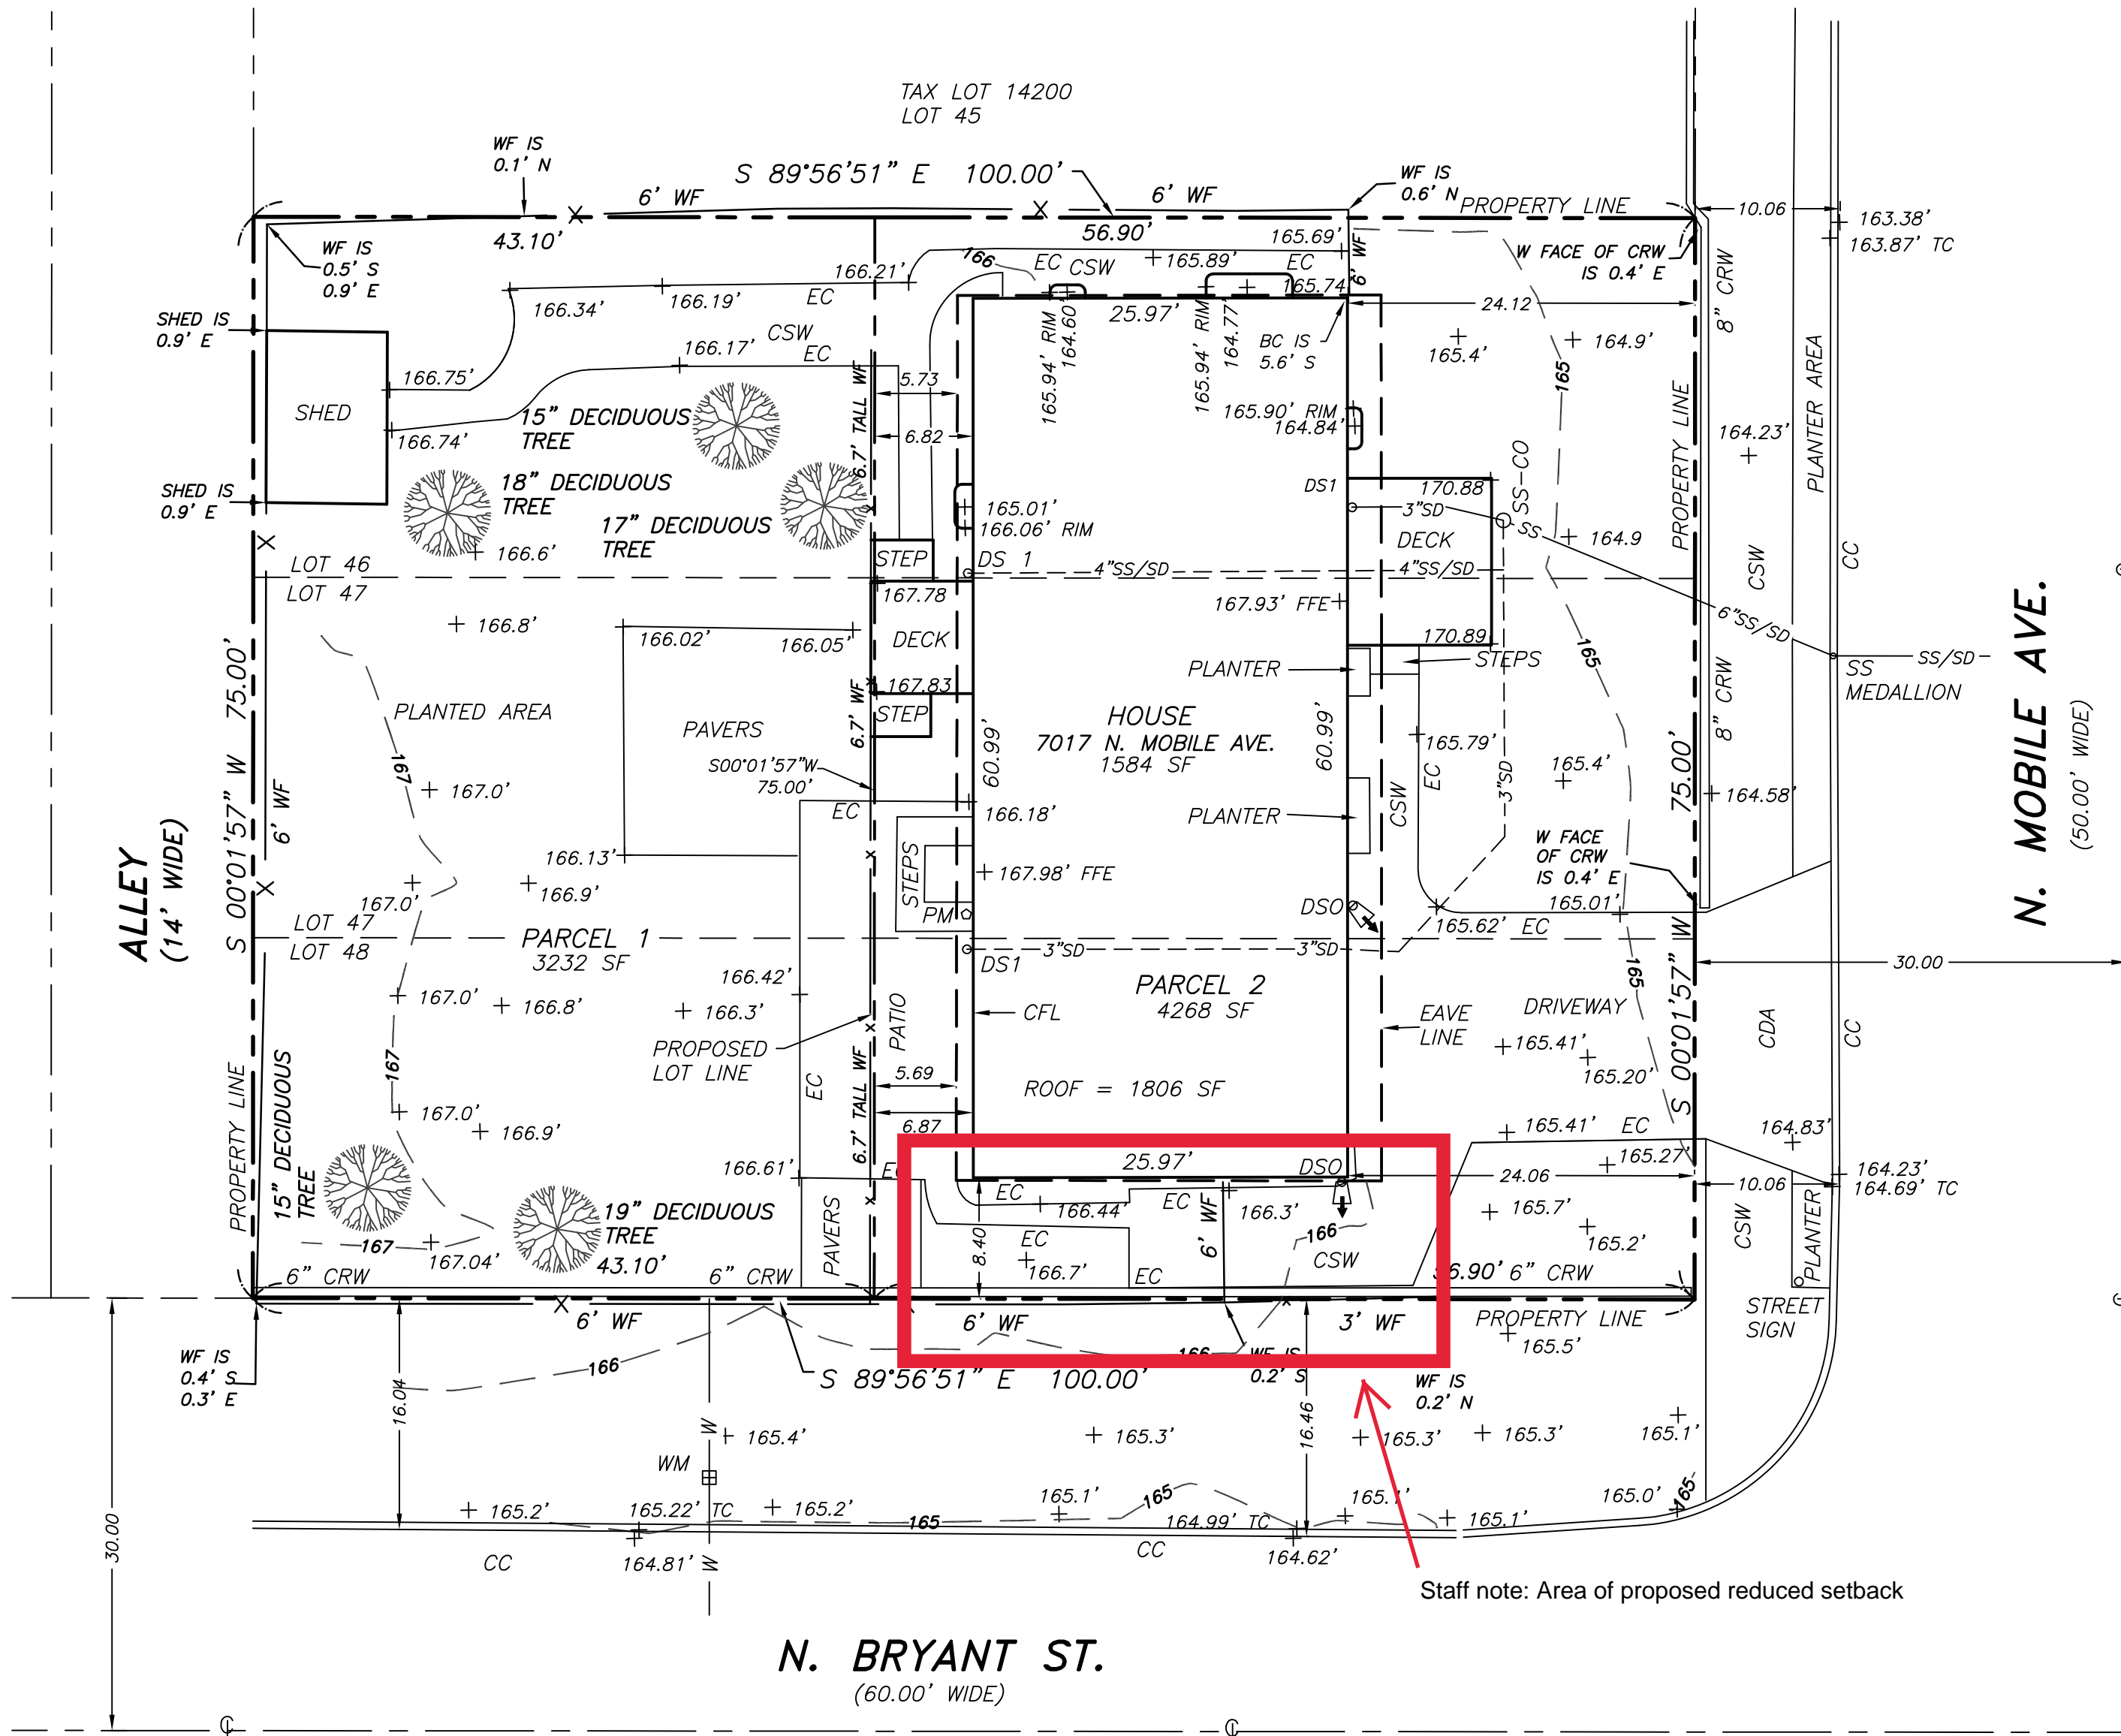 TAX LOT 14200
LOT 45
WF IS
0.1' N
S 89°56'51" E 100.00'
6' WF
6' WF
WF IS
0.6' N
PROPERTY LINE
10.06
163.38'
163.87' TC
43.10'
56.90'
165.69'
WF IS
0.5' S
0.9' E
166.21'
166
EC
CSW
165.89'
EC
6' WF
W FACE OF CRW
IS 0.4' E
8" CRW
166.34'
166.19'
EC
165.74'
24.12
25.97'
SHED IS
0.9' E
CSW
EC
166.17'
165.94' RIM
164.60'
165.94' RIM
164.77'
BC IS
5.6' S
165.4'
164.9'
165
PLANTER AREA
166.75'
5.73
SHED
15" DECIDUOUS
TREE
6.7' TALL WF
6.82
165.90' RIM
164.84'
PROPERTY LINE
164.23'
166.74'
18" DECIDUOUS
TREE
DS1
170.88
SS-CO
SHED IS
0.9' E
17" DECIDUOUS
TREE
165.01'
166.06' RIM
3"SD
SS
DECK
164.9
166.6'
STEP
DS 1
4"SS/SD
4"SS/SD
CSW
CC
LOT 46
LOT 47
167.78
167.93' FFE
6"SS/SD
166.8'
166.02'
166.05'
DECK
170.89
STEPS
165
SS/SD
SS
MEDALLION
PLANTER
167.83
N. MOBILE AVE.
(50.00' WIDE)
PLANTED AREA
PAVERS
STEP
6.7' WF
HOUSE
7017 N. MOBILE AVE.
1584 SF
60.99'
60.99'
165.79'
8" CRW
S 00°01'57" W 75.00'
6' WF
167
S00°01'57"W
75.00'
EC
3"SD
165.4'
75.00'
164.58'
167.0'
EC
166.18'
PLANTER
CSW
ALLEY
(14' WIDE)
166.13'
STEPS
167.98' FFE
W FACE
OF CRW
IS 0.4' E
166.9'
167.0'
PM
DSO
165.01'
165.62'
EC
LOT 47
LOT 48
PARCEL 1
3232 SF
DS1
3"SD
3"SD
165
30.00
166.42'
PARCEL 2
4268 SF
167.0'
166.8'
166.3'
PATIO
CFL
EAVE
LINE
DRIVEWAY
S 00°01'57" W
CDA
CC
PROPOSED
LOT LINE
165.41'
165.20'
167
EC
5.69
ROOF = 1806 SF
PROPERTY LINE
15" DECIDUOUS
TREE
167.0'
166.9'
6.7' TALL WF
6.87
165.41'
EC
164.83'
166.61'
25.97'
DSO
165.27'
24.06
164.23'
10.06
164.69' TC
EC
166.44'
EC
6' WF
166.3'
165.7'
19" DECIDUOUS
TREE
43.10'
PAVERS
8.40
EC
166
CSW
165.2'
CSW
PLANTER
167
167.04'
166.7'
EC
6" CRW
6" CRW
56.90'
6" CRW
6' WF
6' WF
3' WF
PROPERTY LINE
STREET
SIGN
165.5'
WF IS
0.4' S
0.3' E
166
166
WF IS
0.2' S
S 89°56'51" E 100.00'
WF IS
0.2' N
16.04
16.46
W
165.4'
165.3'
165.3'
165.3'
165.1'
WM
165.2'
165.22' TC
165.2'
165.1'
165
165.1'
165.1'
165.0'
165
165
164.99' TC
30.00
CC
164.81'
W
CC
164.62'
Staff note: Area of proposed reduced setback
N. BRYANT ST.
(60.00' WIDE)